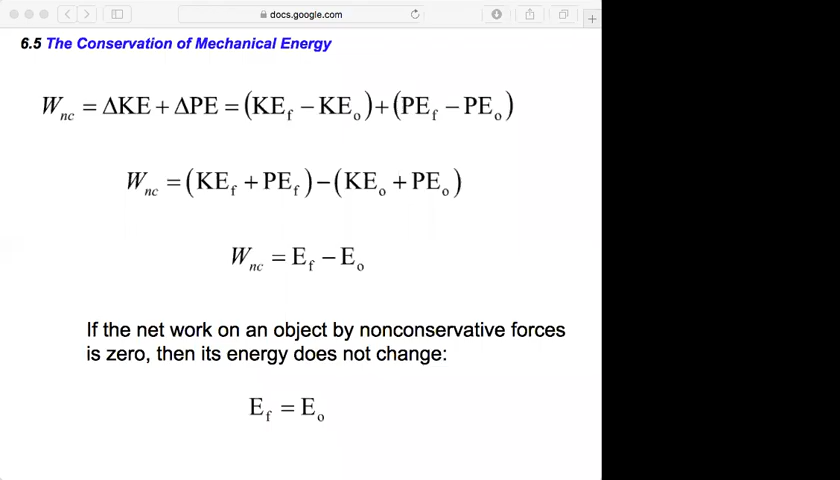 docs.google.com
6.5 The Conservation of Mechanical Energy
W_nc = ΔKE + ΔPE = (KE_f − KE_o) + (PE_f − PE_o)
W_nc = (KE_f + PE_f) − (KE_o + PE_o)
W_nc = E_f − E_o
If the net work on an object by nonconservative forces
is zero, then its energy does not change:
E_f = E_o